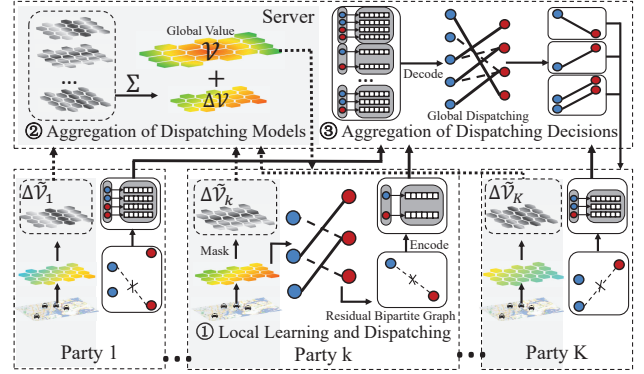 Server
Global Value
𝒱
+
Δ𝒱
Σ
...
② Aggregation of Dispatching Models
....
Decode
Global Dispatching
③ Aggregation of Dispatching Decisions
Δ𝒱̃₁
Party 1
Δ𝒱̃ₖ
Mask
Encode
Residual Bipartite Graph
① Local Learning and Dispatching
Party k
Δ𝒱̃_K
Party K